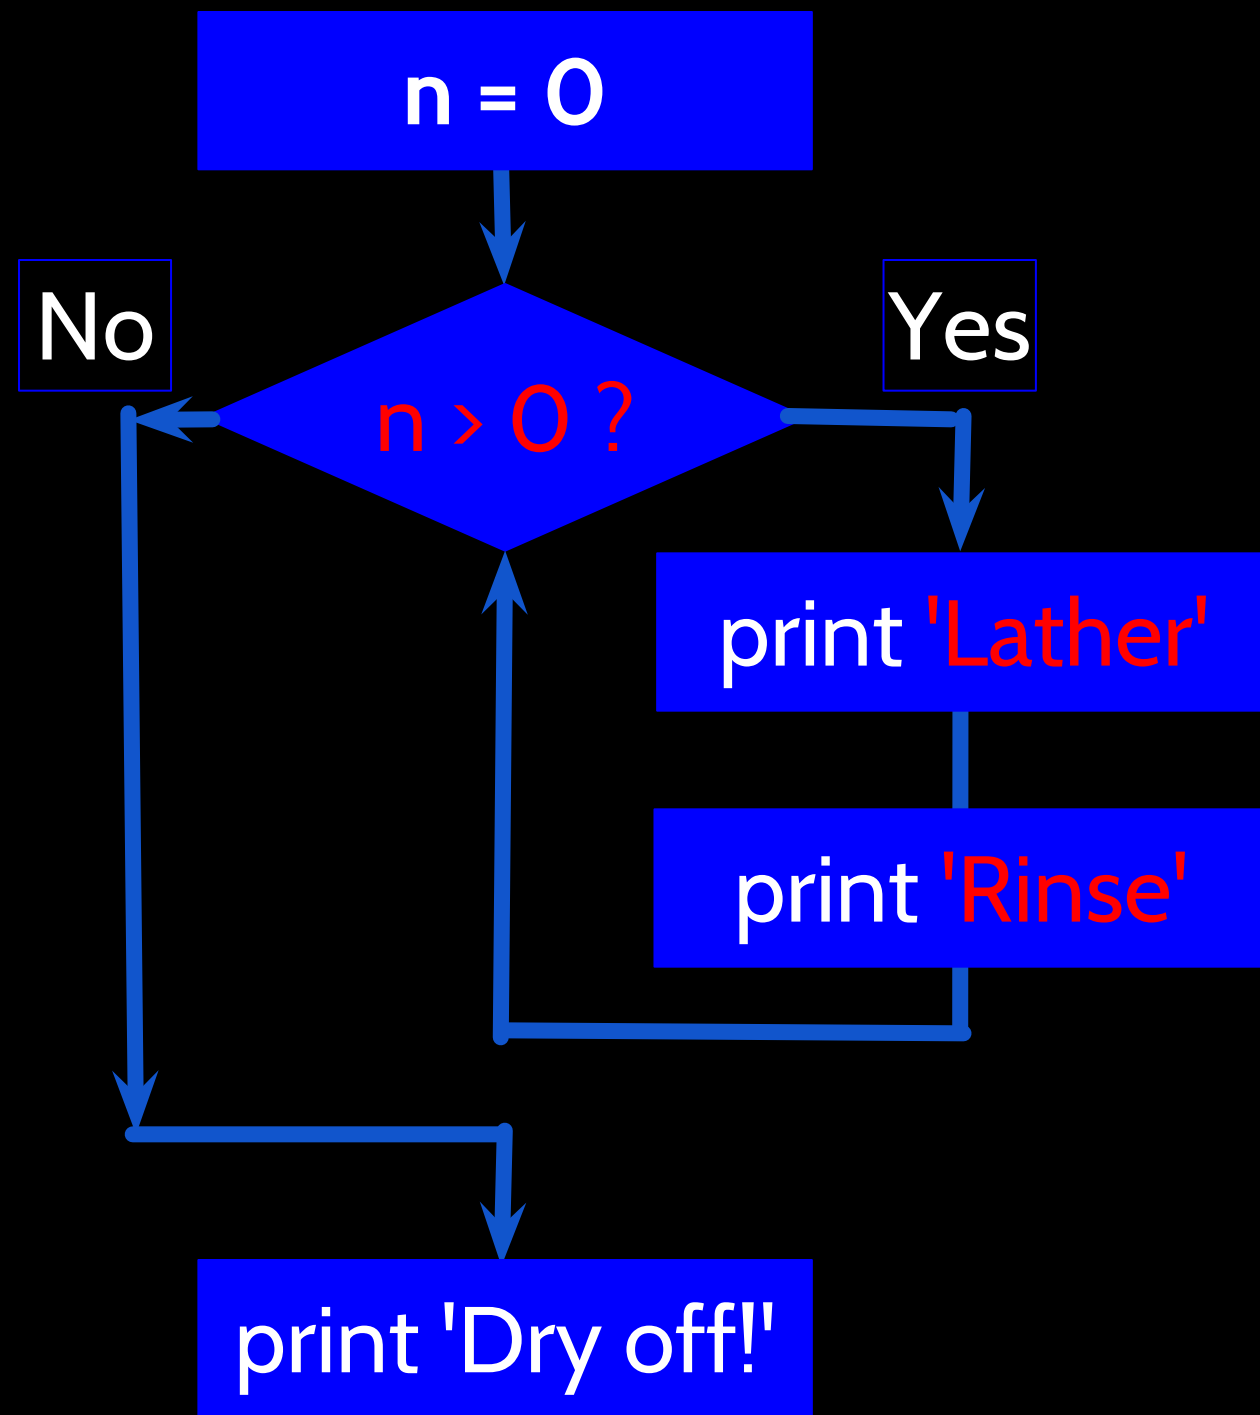 n = 0
No
Yes
n > 0 ?
print 'Lather'
print 'Rinse'
print 'Dry off!'